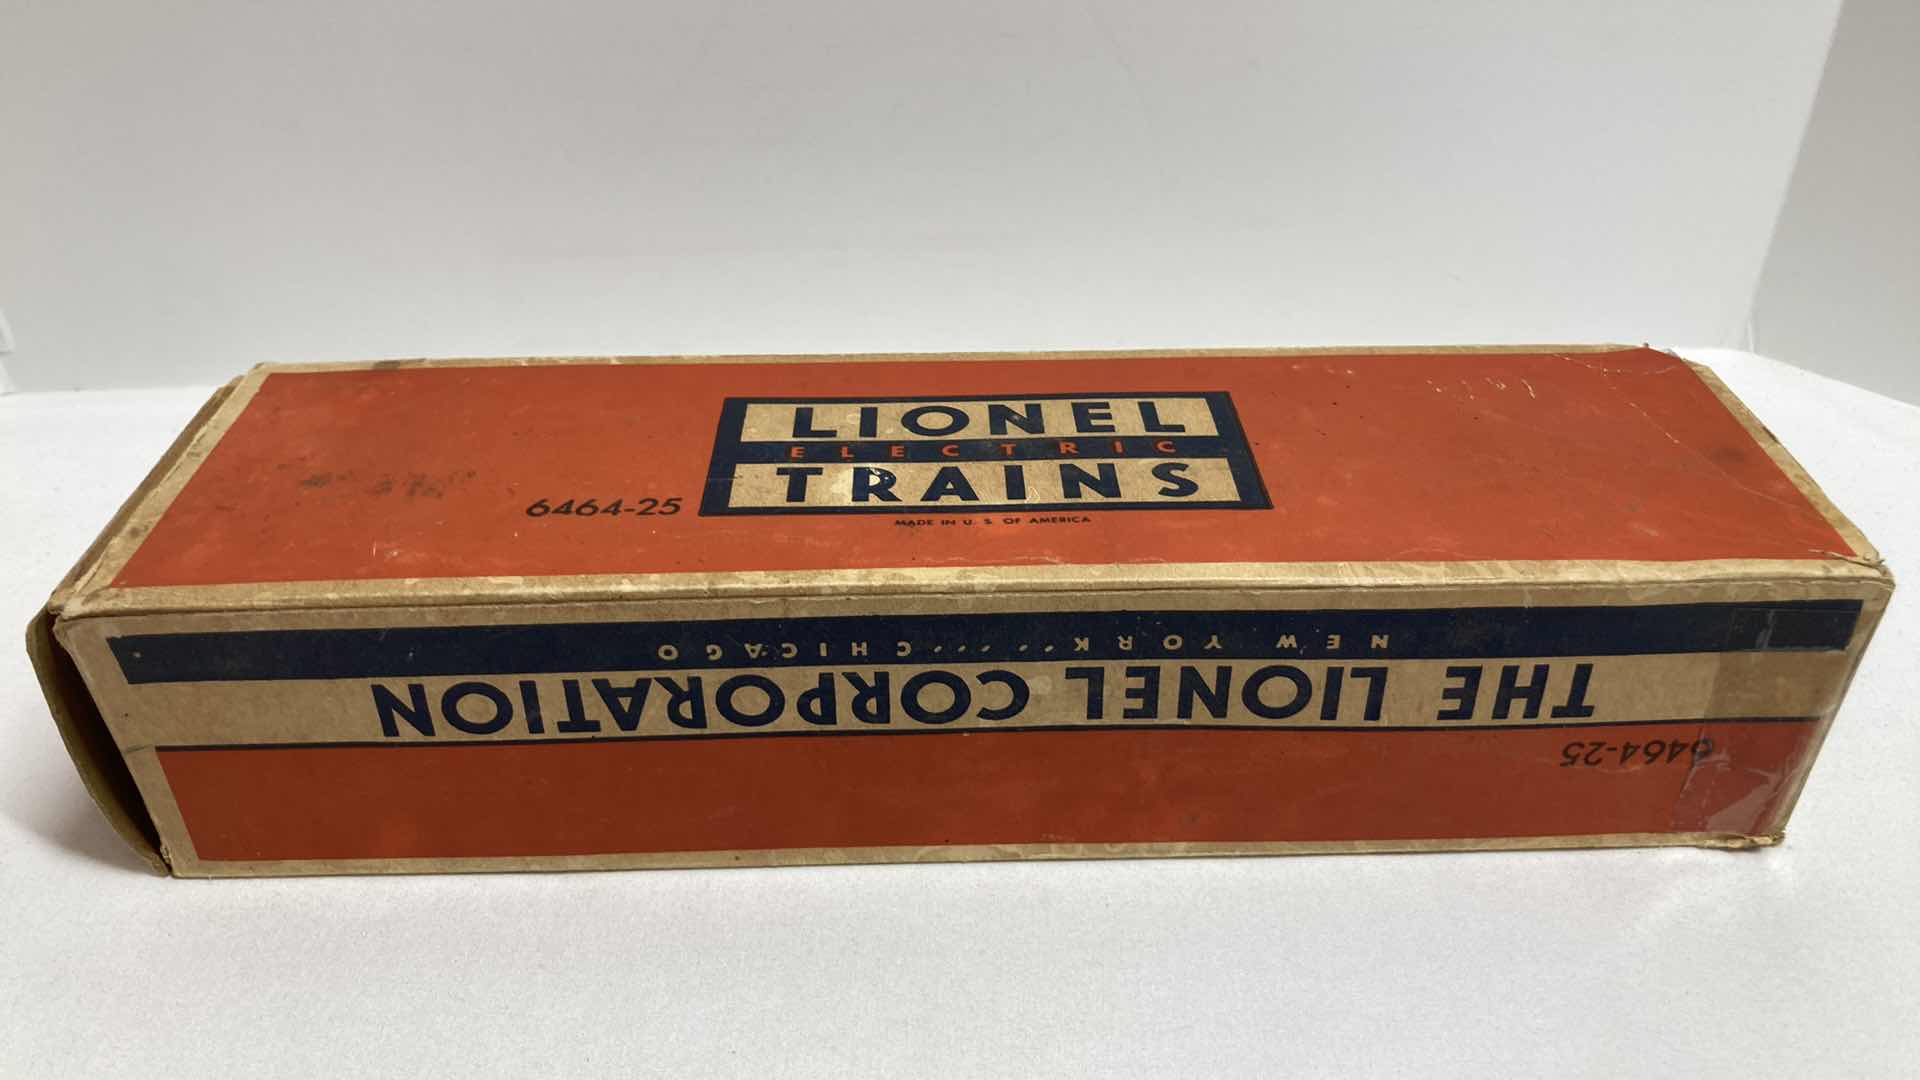 LIONEL
ELECTRIC
TRAINS
6464-25
MADE IN U. S. OF AMERICA
NEW YORK ...... CHICAGO
THE LIONEL CORPORATION
6464-25